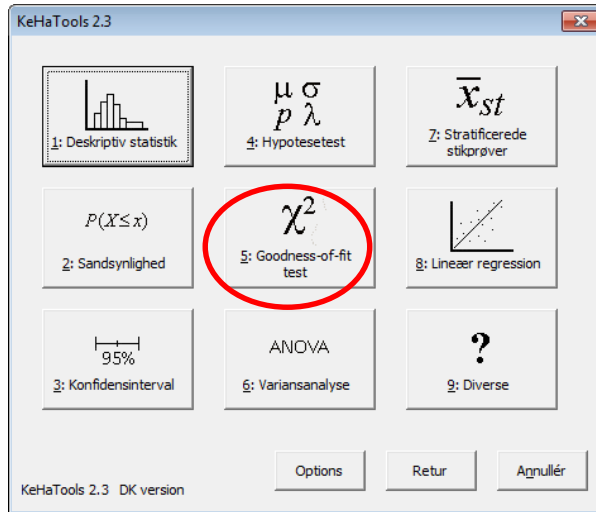 KeHaTools 2.3
1: Deskriptiv statistik
μ σ
p λ
4: Hypotesetest
x̅st
7: Stratificerede
stikprøver
P(X≤x)
2: Sandsynlighed
χ²
5: Goodness-of-fit
test
8: Lineær regression
95%
3: Konfidensinterval
ANOVA
6: Variansanalyse
?
9: Diverse
Options
Retur
Annullér
KeHaTools 2.3 DK version